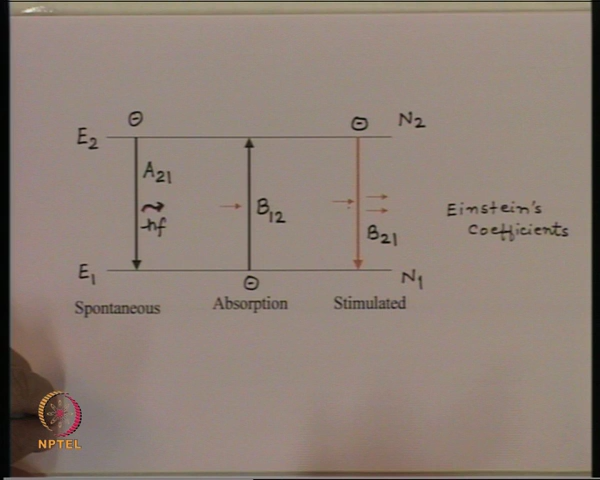 E2 N2
A21
hf
B12
B21
Einstein's
Coefficients
E1 N1
Spontaneous Absorption Stimulated
NPTEL